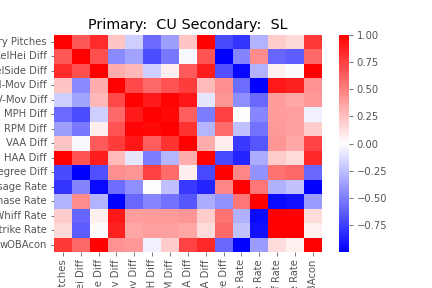 Primary:  CU Secondary:  SL
ry Pitches
elHei Diff
elSide Diff
I-Mov Diff
V-Mov Diff
MPH Diff
RPM Diff
VAA Diff
HAA Diff
egree Diff
sage Rate
hase Rate
Whiff Rate
trike Rate
wOBAcon
itches
ei Diff
e Diff
v Diff
ov Diff
H Diff
M Diff
A Diff
A Diff
ee Diff
e Rate
e Rate
f Rate
e Rate
BAcon
1.00
0.75
0.50
0.25
0.00
−0.25
−0.50
−0.75